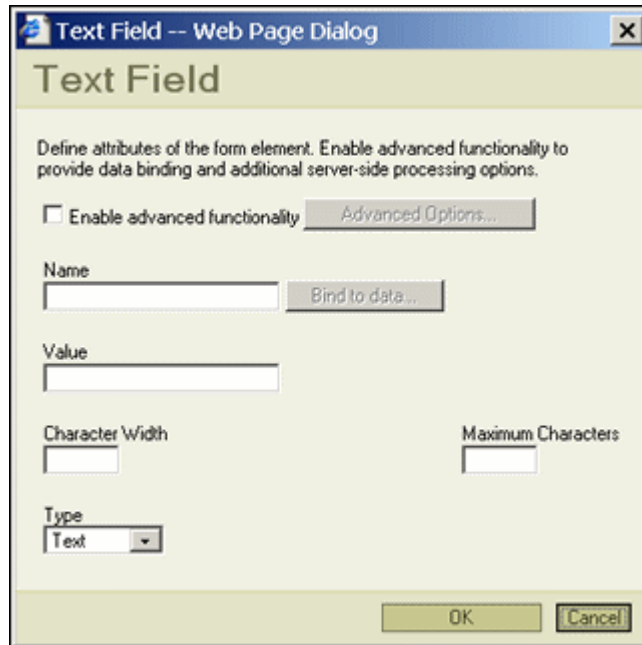 Text Field -- Web Page Dialog
Text Field
Define attributes of the form element. Enable advanced functionality to
provide data binding and additional server-side processing options.
Enable advanced functionality Advanced Options...
Name
Bind to data...
Value
Character Width Maximum Characters
Type
Text
OK Cancel